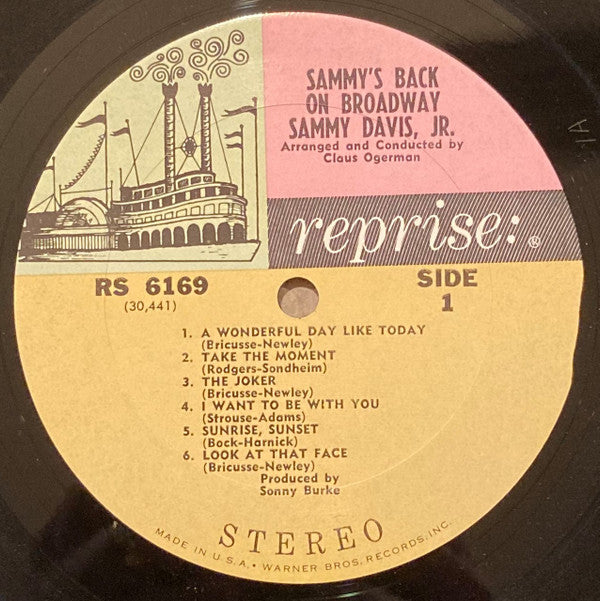 SAMMY'S BACK
ON BROADWAY
SAMMY DAVIS, JR.
Arranged and Conducted by
Claus Ogerman
reprise:®
RS 6169
(30,441)
SIDE
1
1. A WONDERFUL DAY LIKE TODAY
(Bricusse-Newley)
2. TAKE THE MOMENT
(Rodgers-Sondheim)
3. THE JOKER
(Bricusse-Newley)
4. I WANT TO BE WITH YOU
(Strouse-Adams)
5. SUNRISE, SUNSET
(Bock-Harnick)
6. LOOK AT THAT FACE
(Bricusse-Newley)
Produced by
Sonny Burke
STEREO
MADE IN U.S.A. • WARNER BROS. RECORDS, INC.